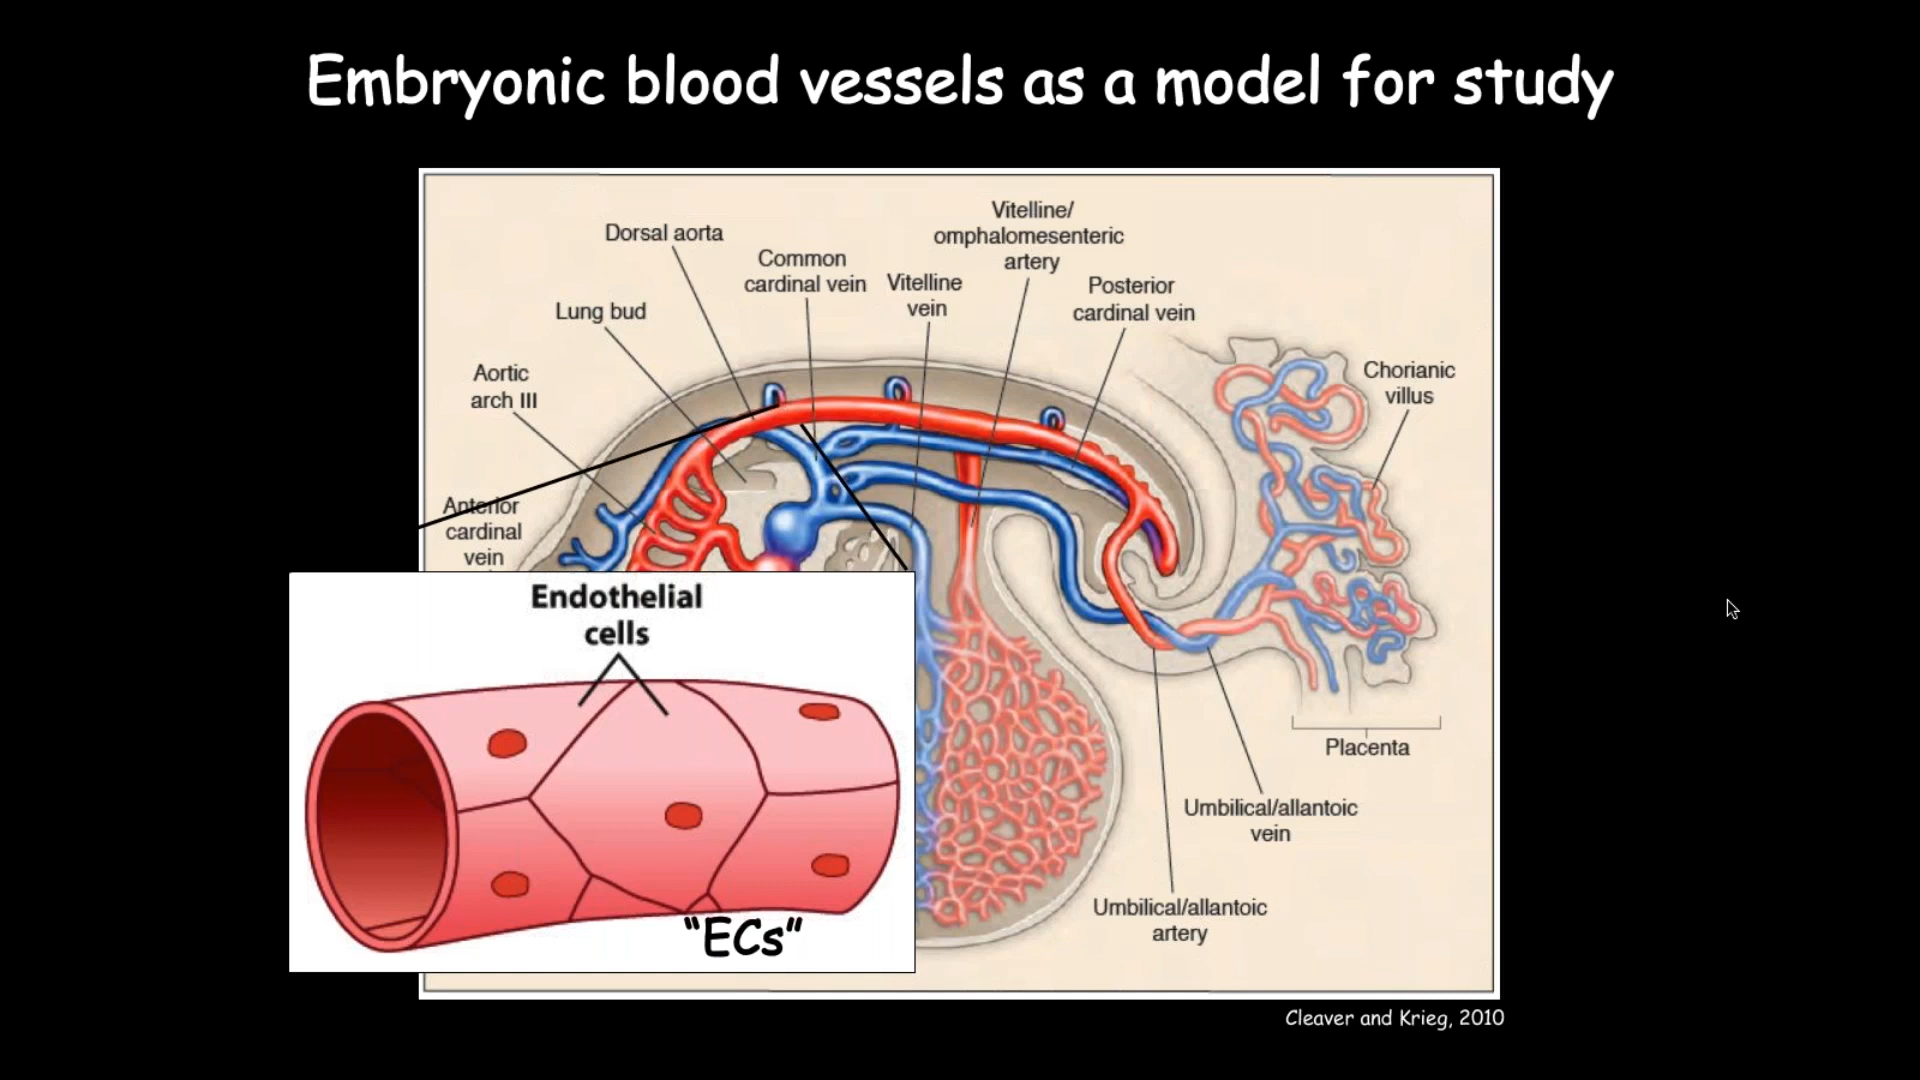 Embryonic blood vessels as a model for study
Vitelline/
omphalomesenteric
artery
Dorsal aorta
Common
cardinal vein
Vitelline
vein
Posterior
cardinal vein
Lung bud
Aortic
arch III
Chorianic
villus
Anterior
cardinal
vein
Endothelial
cells
"ECs"
Placenta
Umbilical/allantoic
vein
Umbilical/allantoic
artery
Cleaver and Krieg, 2010